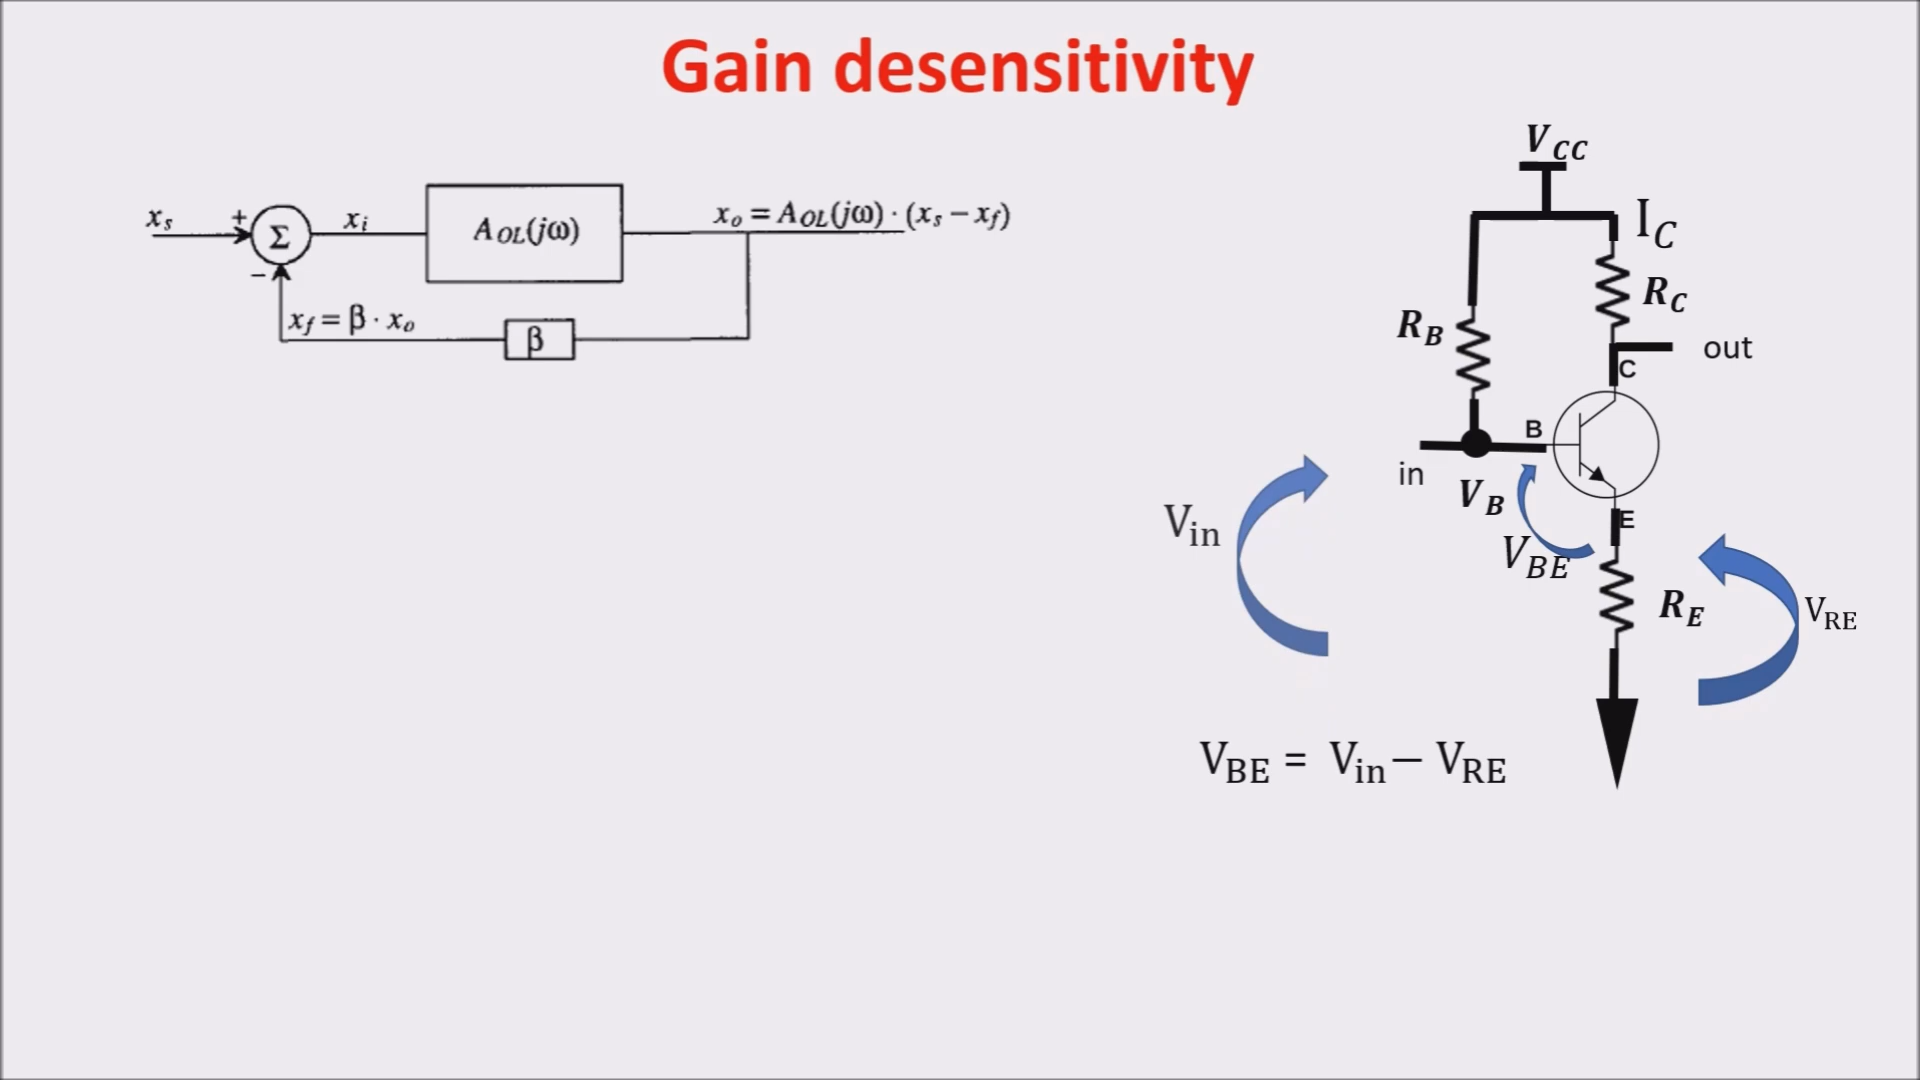 Gain desensitivity
x_s
+
Σ
−
x_i
A_OL(jω)
x_o = A_OL(jω) · (x_s − x_f)
x_f = β · x_o
β
V_CC
I_C
R_C
R_B
out
C
B
in
V_B
E
V_BE
V_in
R_E
V_RE
V_BE = V_in − V_RE